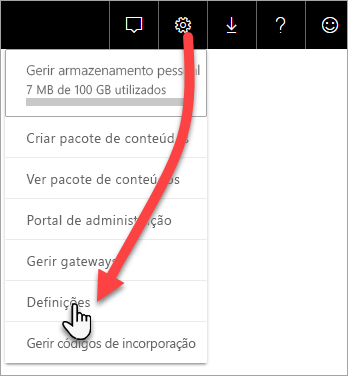 Gerir armazenamento pessoal
7 MB de 100 GB utilizados
Criar pacote de conteúdos
Ver pacote de conteúdos
Portal de administração
Gerir gateways
Definições
Gerir códigos de incorporação